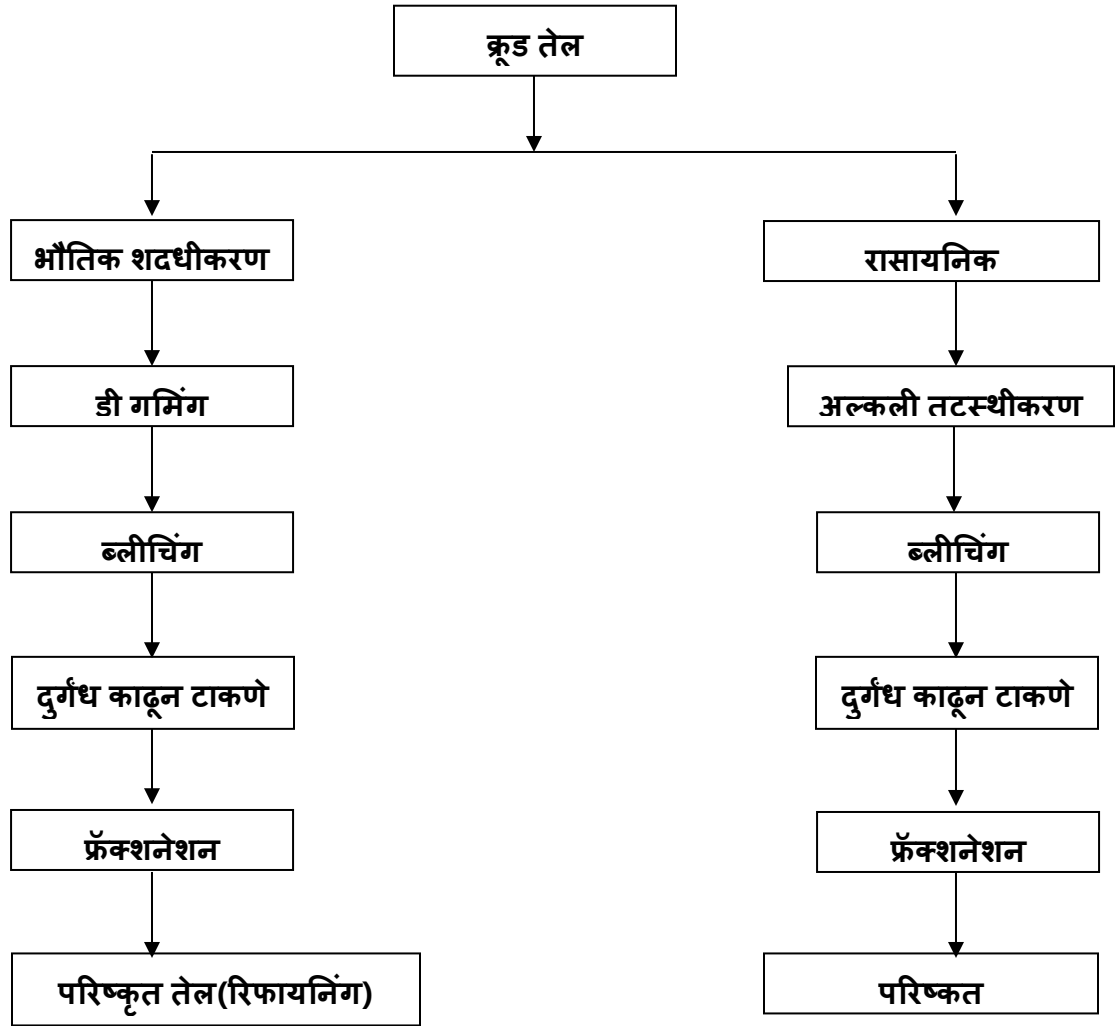 क्रूड तेल
भौतिक शदधीकरण
रासायनिक
डी गमिंग
अल्कली तटस्थीकरण
ब्लीचिंग
ब्लीचिंग
दुर्गंध काढून टाकणे
दुर्गंध काढून टाकणे
फ्रॅक्शनेशन
फ्रॅक्शनेशन
परिष्कृत तेल(रिफायनिंग)
परिष्कत